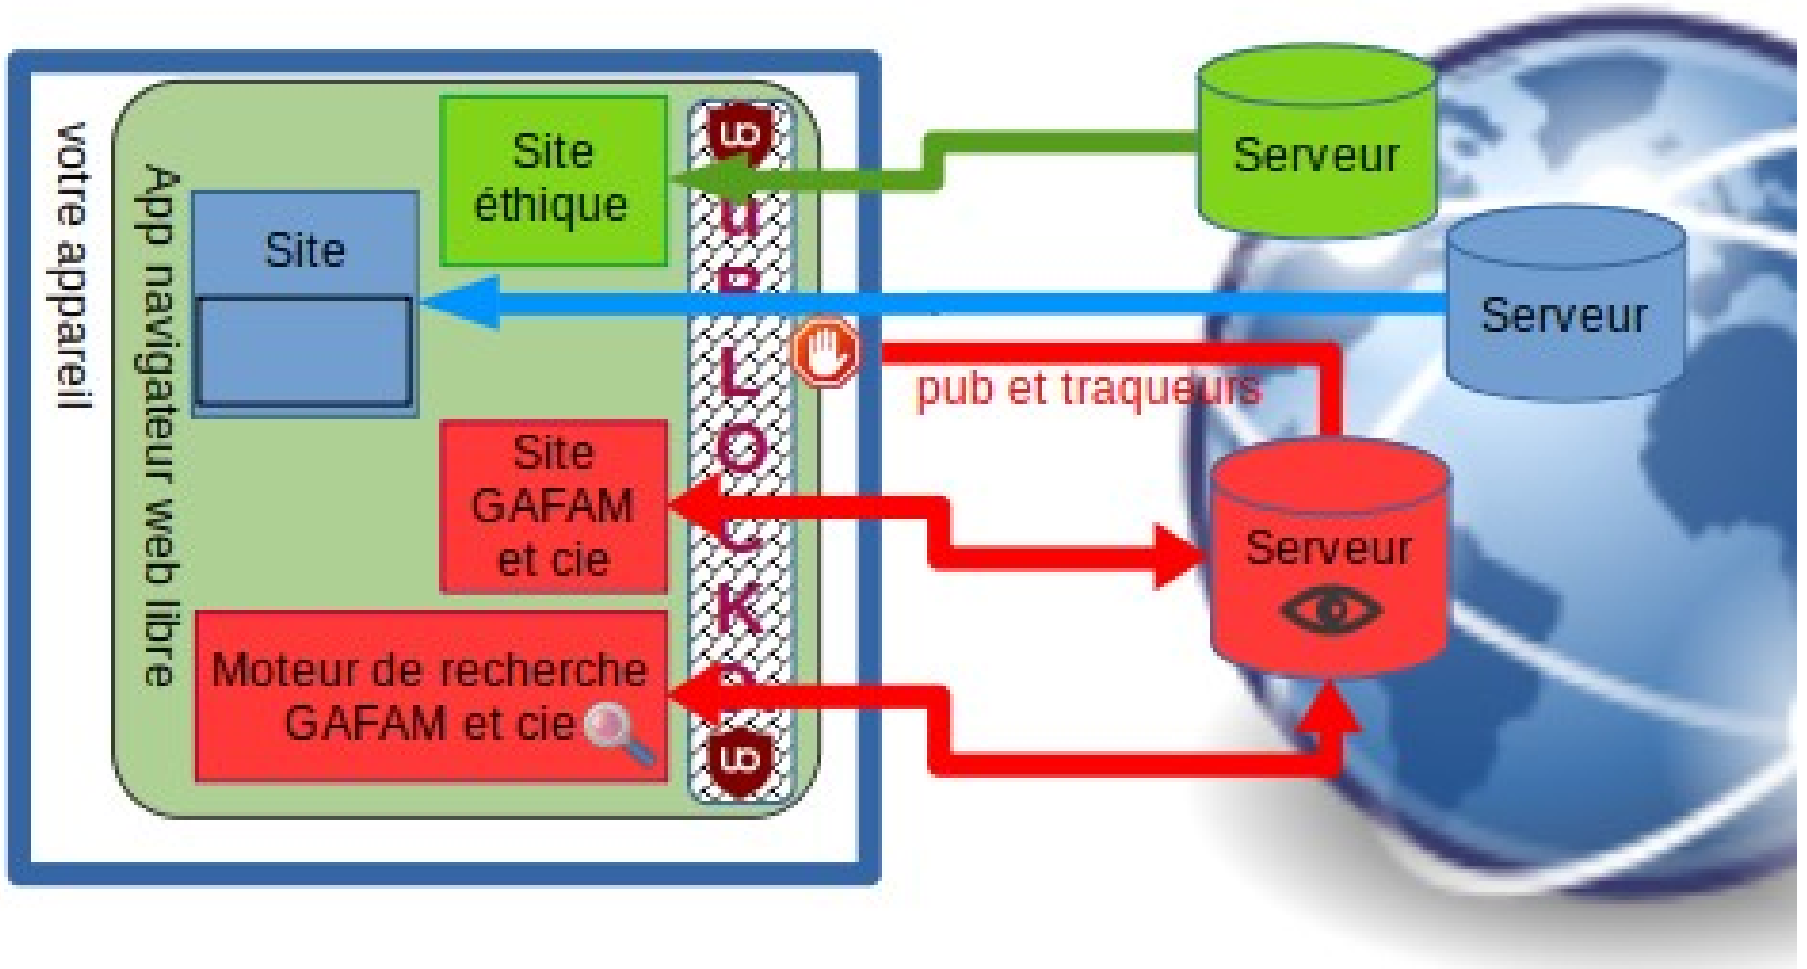 votre appareil
App navigateur web libre
Site
éthique
Site
Site
GAFAM
et cie
Moteur de recherche
GAFAM et cie
uBLOCK
Serveur
Serveur
pub et traqueurs
Serveur